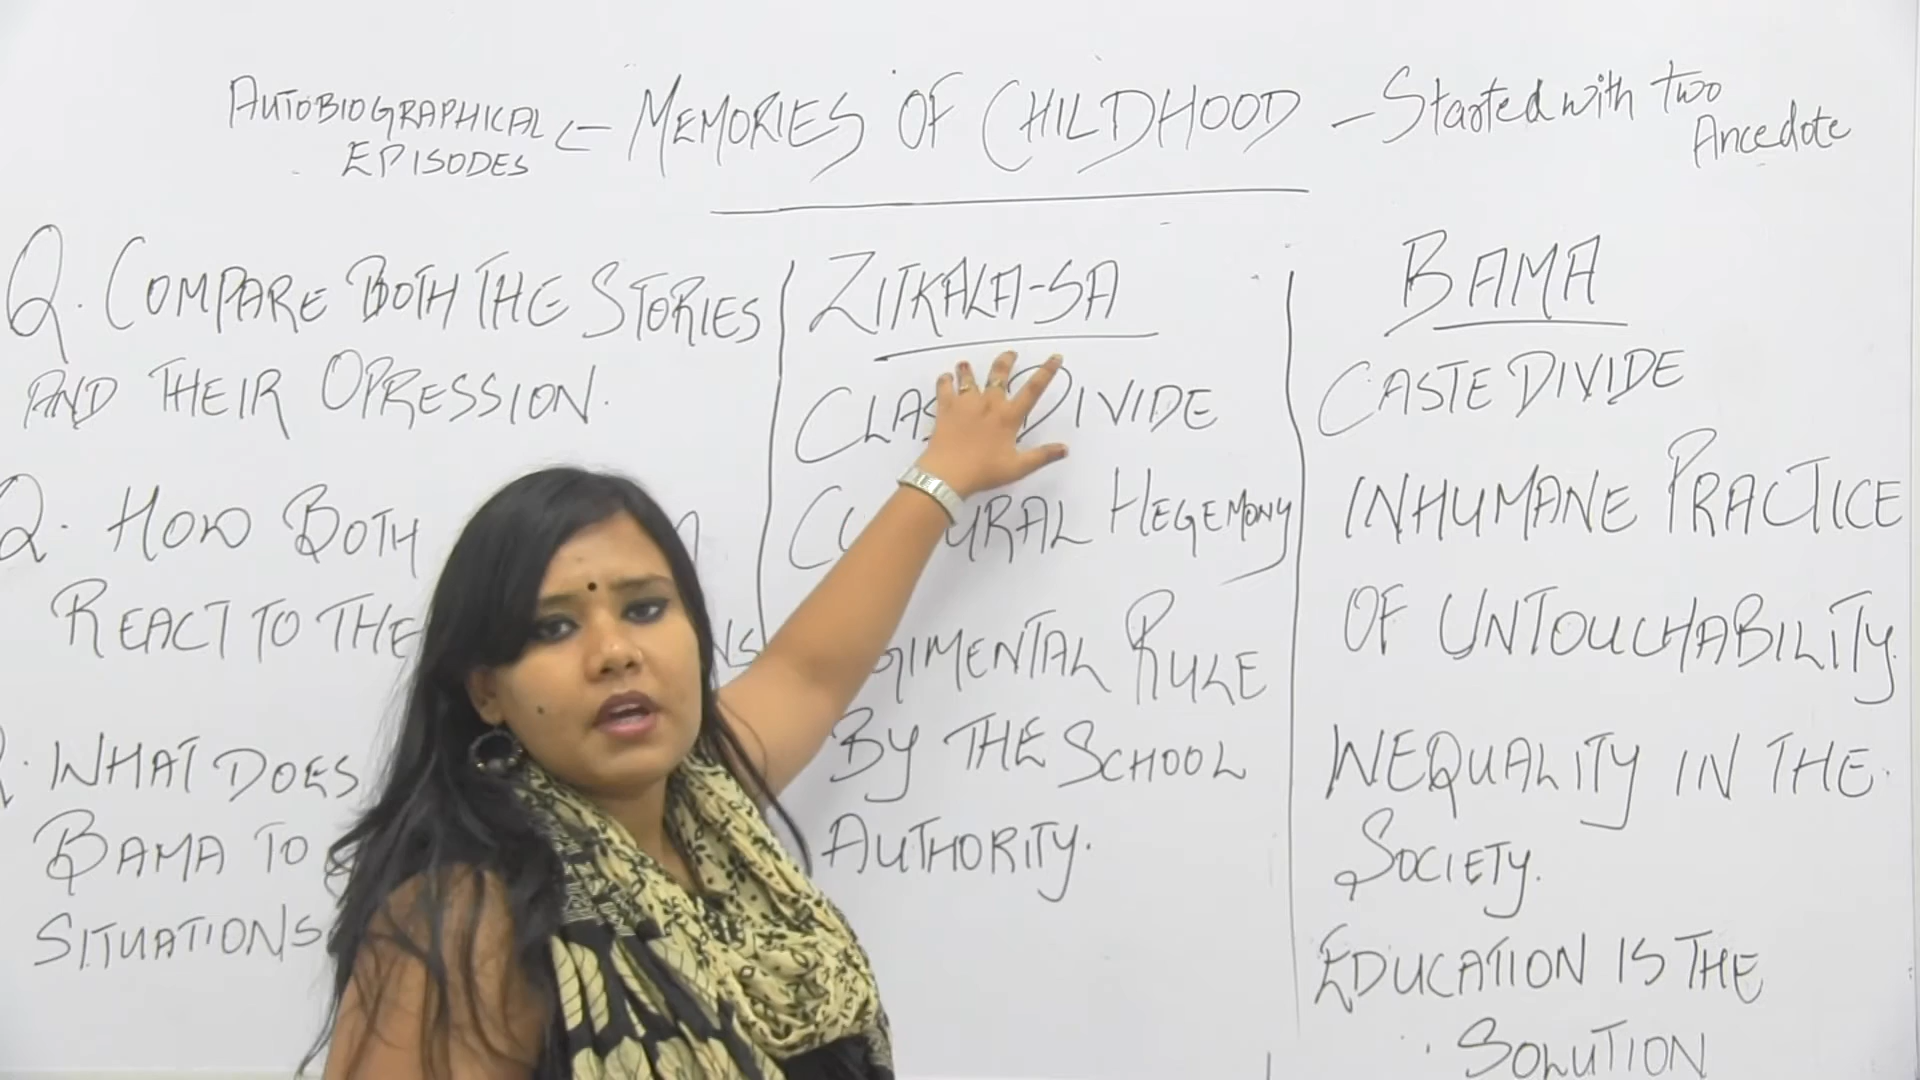 AUTOBIOGRAPHICAL EPISODES <- MEMORIES OF CHILDHOOD - Started with two Ancedote
Q. COMPARE BOTH THE STORIES
AND THEIR OPRESSION.
Q. HOW BOTH
REACT TO THE
WHAT DOES
BAMA TO
SITUATIONS
ZITKALA-SA
DIVIDE
HEGEMONY
RULE
BY THE SCHOOL
AUTHORITY.
BAMA
CASTE DIVIDE
INHUMANE PRACTICE
OF UNTOUCHABILITY.
INEQUALITY IN THE
SOCIETY.
EDUCATION IS THE
SOLUTION